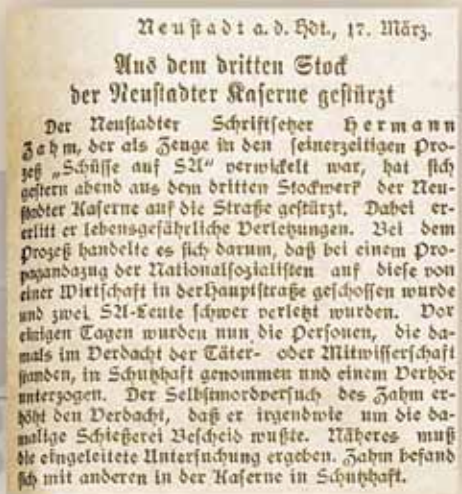 Neustadt a. d. Hdt., 17. März.
Aus dem dritten Stock
der Neustadter Kaserne gestürzt
Der Neustadter Schriftsetzer Hermann
Zahm, der als Zeuge in den seinerzeitigen Pro-
zeß „Schüsse auf SA" verwickelt war, hat sich
gestern abend aus dem dritten Stockwerk der Neu-
stadter Kaserne auf die Straße gestürzt. Dabei er-
erlitt er lebensgefährliche Verletzungen. Bei dem
Prozeß handelte es sich darum, daß bei einem Pro-
pagandazug der Nationalsozialisten auf diese von
einer Wirtschaft in der Hauptstraße geschossen wurde
und zwei SA-Leute schwer verletzt wurden. Vor
einigen Tagen wurden nun die Personen, die da-
mals im Verdacht der Täter- oder Mitwisserschaft
standen, in Schutzhaft genommen und einem Verhör
unterzogen. Der Selbstmordversuch des Zahm er-
höht den Verdacht, daß er irgendwie um die da-
malige Schießerei Bescheid wußte. Näheres muß
die eingeleitete Untersuchung ergeben. Zahm befand
sich mit anderen in der Kaserne in Schutzhaft.